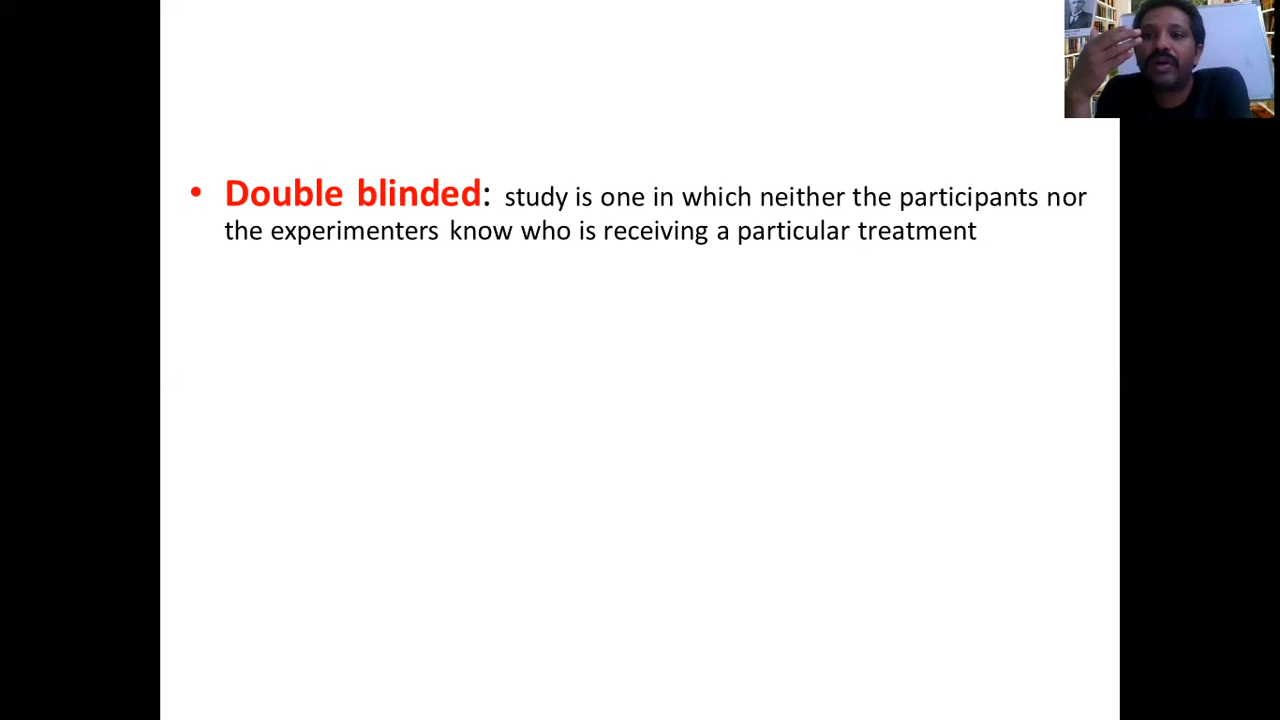 • Double blinded: study is one in which neither the participants nor
the experimenters know who is receiving a particular treatment